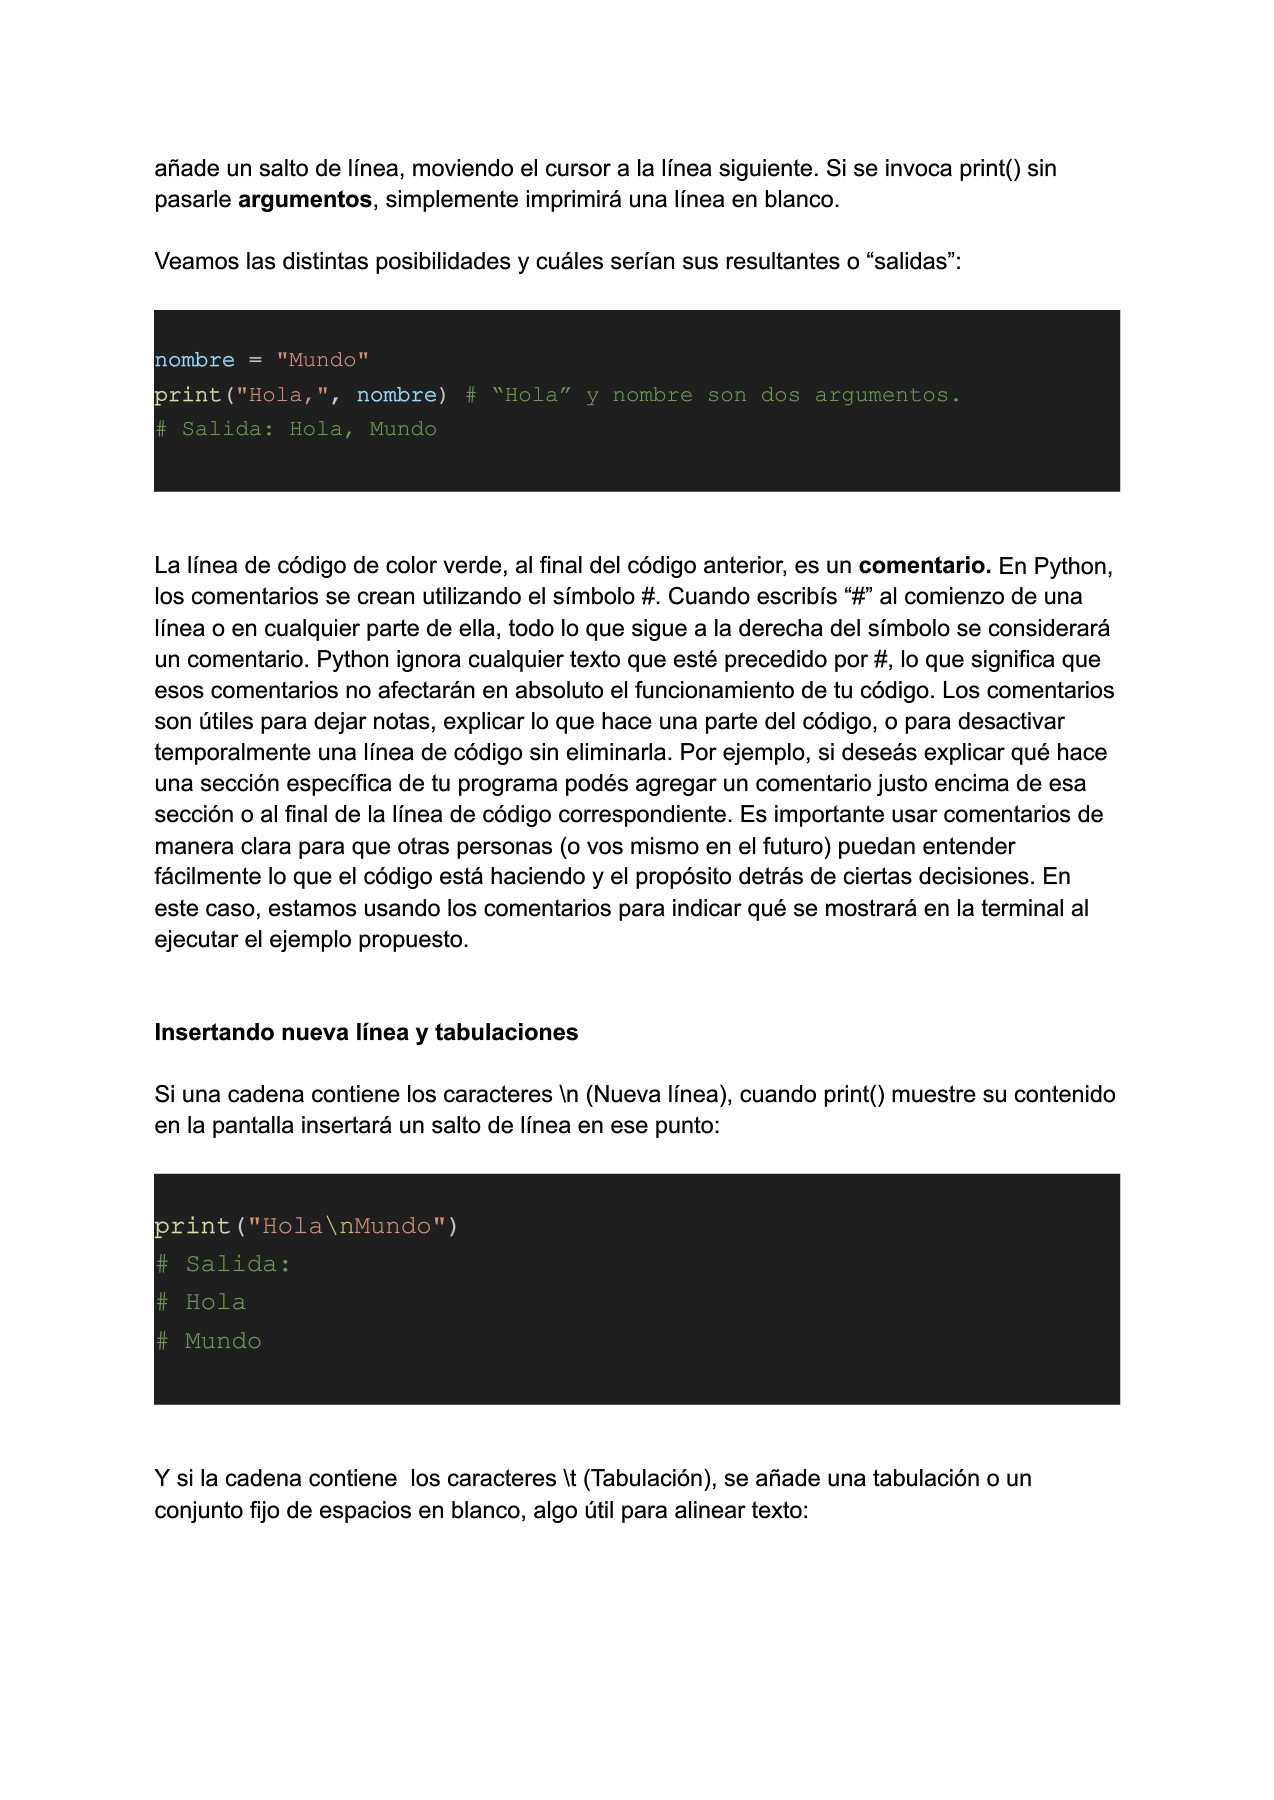 añade un salto de línea, moviendo el cursor a la línea siguiente. Si se invoca print() sin
pasarle argumentos, simplemente imprimirá una línea en blanco.
Veamos las distintas posibilidades y cuáles serían sus resultantes o “salidas”:
nombre = "Mundo"
print("Hola,", nombre) # “Hola” y nombre son dos argumentos.
# Salida: Hola, Mundo
La línea de código de color verde, al final del código anterior, es un comentario. En Python,
los comentarios se crean utilizando el símbolo #. Cuando escribís “#” al comienzo de una
línea o en cualquier parte de ella, todo lo que sigue a la derecha del símbolo se considerará
un comentario. Python ignora cualquier texto que esté precedido por #, lo que significa que
esos comentarios no afectarán en absoluto el funcionamiento de tu código. Los comentarios
son útiles para dejar notas, explicar lo que hace una parte del código, o para desactivar
temporalmente una línea de código sin eliminarla. Por ejemplo, si deseás explicar qué hace
una sección específica de tu programa podés agregar un comentario justo encima de esa
sección o al final de la línea de código correspondiente. Es importante usar comentarios de
manera clara para que otras personas (o vos mismo en el futuro) puedan entender
fácilmente lo que el código está haciendo y el propósito detrás de ciertas decisiones. En
este caso, estamos usando los comentarios para indicar qué se mostrará en la terminal al
ejecutar el ejemplo propuesto.
Insertando nueva línea y tabulaciones
Si una cadena contiene los caracteres \n (Nueva línea), cuando print() muestre su contenido
en la pantalla insertará un salto de línea en ese punto:
print("Hola\nMundo")
# Salida:
# Hola
# Mundo
Y si la cadena contiene  los caracteres \t (Tabulación), se añade una tabulación o un
conjunto fijo de espacios en blanco, algo útil para alinear texto: